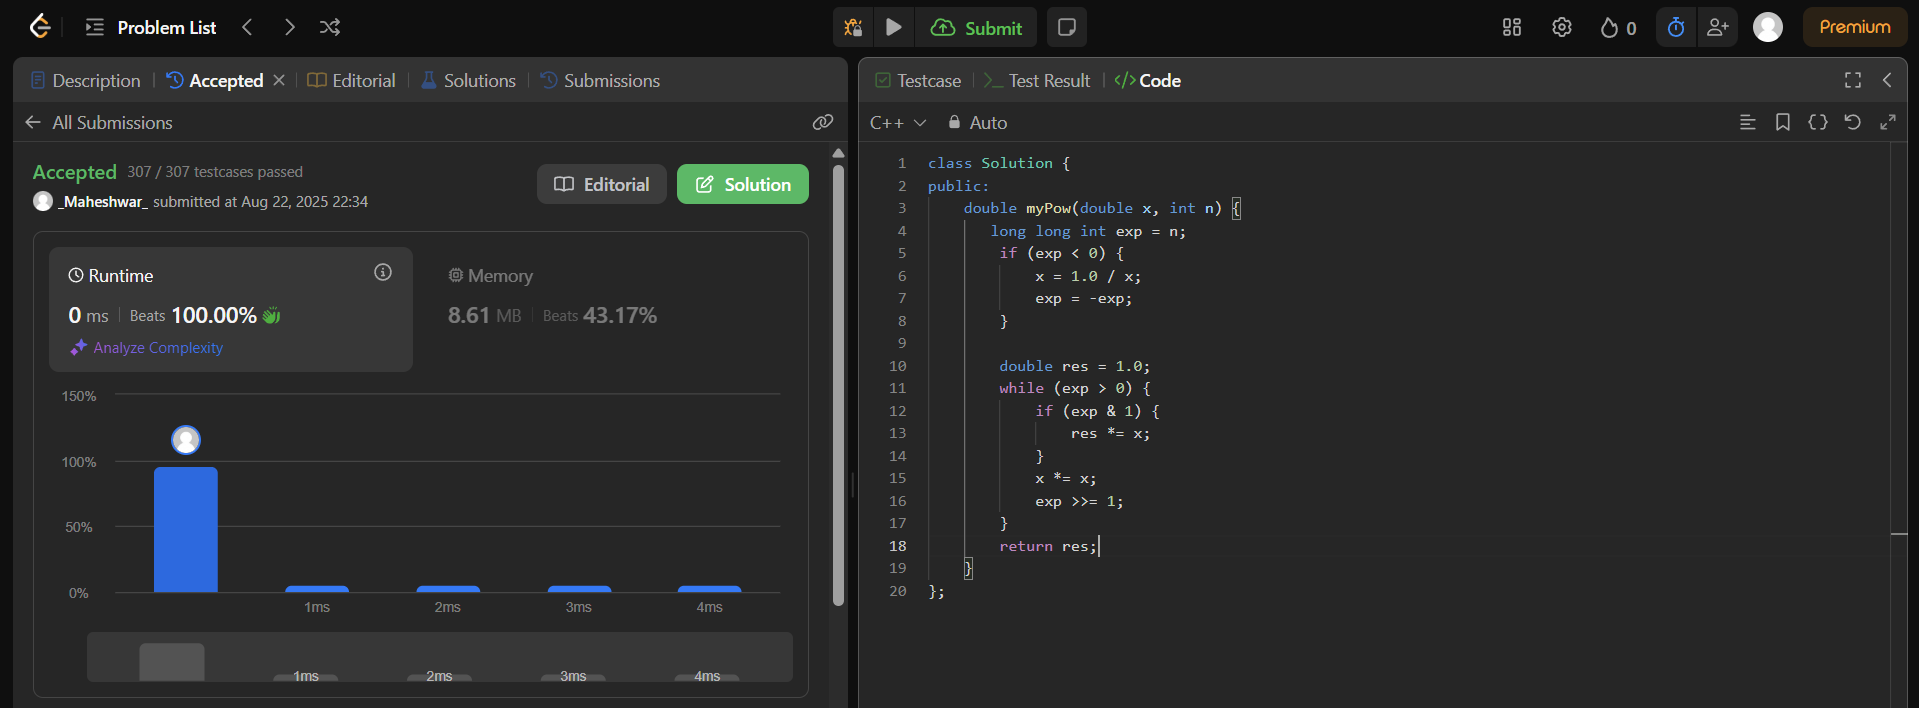 Problem List
Submit
0
Premium
Description
Accepted
Editorial
Solutions
Submissions
All Submissions
Accepted 307 / 307 testcases passed
_Maheshwar_ submitted at Aug 22, 2025 22:34
Editorial
Solution
Runtime
0 ms Beats 100.00%
Analyze Complexity
Memory
8.61 MB Beats 43.17%
150%
100%
50%
0%
1ms 2ms 3ms 4ms
1ms 2ms 3ms 4ms
Testcase
Test Result
</> Code
C++
Auto
1 class Solution {
2 public:
3     double myPow(double x, int n) {
4        long long int exp = n;
5         if (exp < 0) {
6             x = 1.0 / x;
7             exp = -exp;
8         }
9
10         double res = 1.0;
11         while (exp > 0) {
12             if (exp & 1) {
13                 res *= x;
14             }
15             x *= x;
16             exp >>= 1;
17         }
18         return res;
19     }
20 };